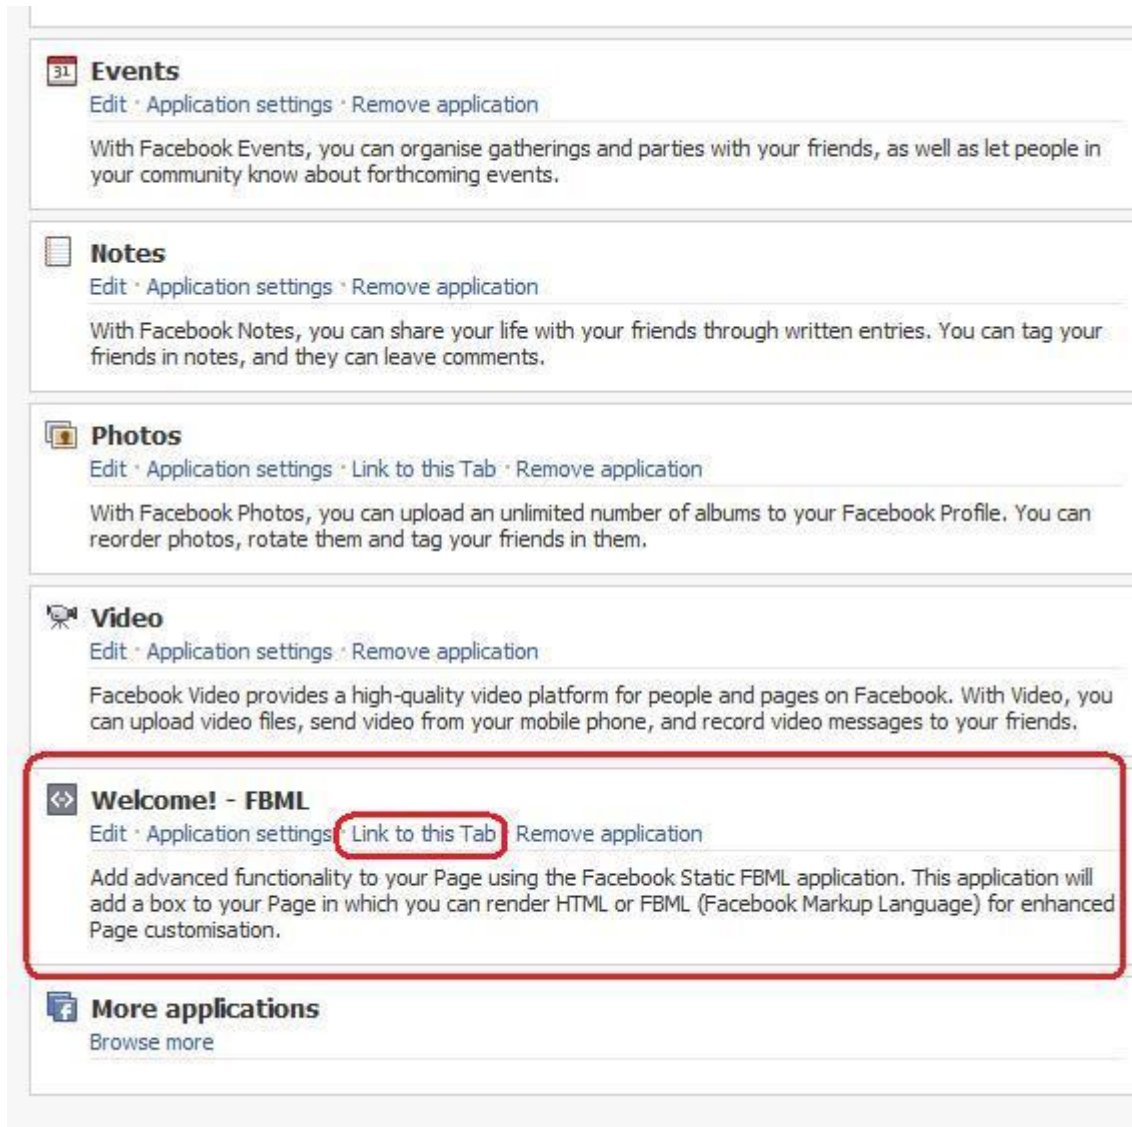 31 Events
Edit · Application settings · Remove application
With Facebook Events, you can organise gatherings and parties with your friends, as well as let people in
your community know about forthcoming events.
Notes
Edit · Application settings · Remove application
With Facebook Notes, you can share your life with your friends through written entries. You can tag your
friends in notes, and they can leave comments.
Photos
Edit · Application settings · Link to this Tab · Remove application
With Facebook Photos, you can upload an unlimited number of albums to your Facebook Profile. You can
reorder photos, rotate them and tag your friends in them.
Video
Edit · Application settings · Remove application
Facebook Video provides a high-quality video platform for people and pages on Facebook. With Video, you
can upload video files, send video from your mobile phone, and record video messages to your friends.
Welcome! - FBML
Edit · Application settings · Link to this Tab · Remove application
Add advanced functionality to your Page using the Facebook Static FBML application. This application will
add a box to your Page in which you can render HTML or FBML (Facebook Markup Language) for enhanced
Page customisation.
More applications
Browse more